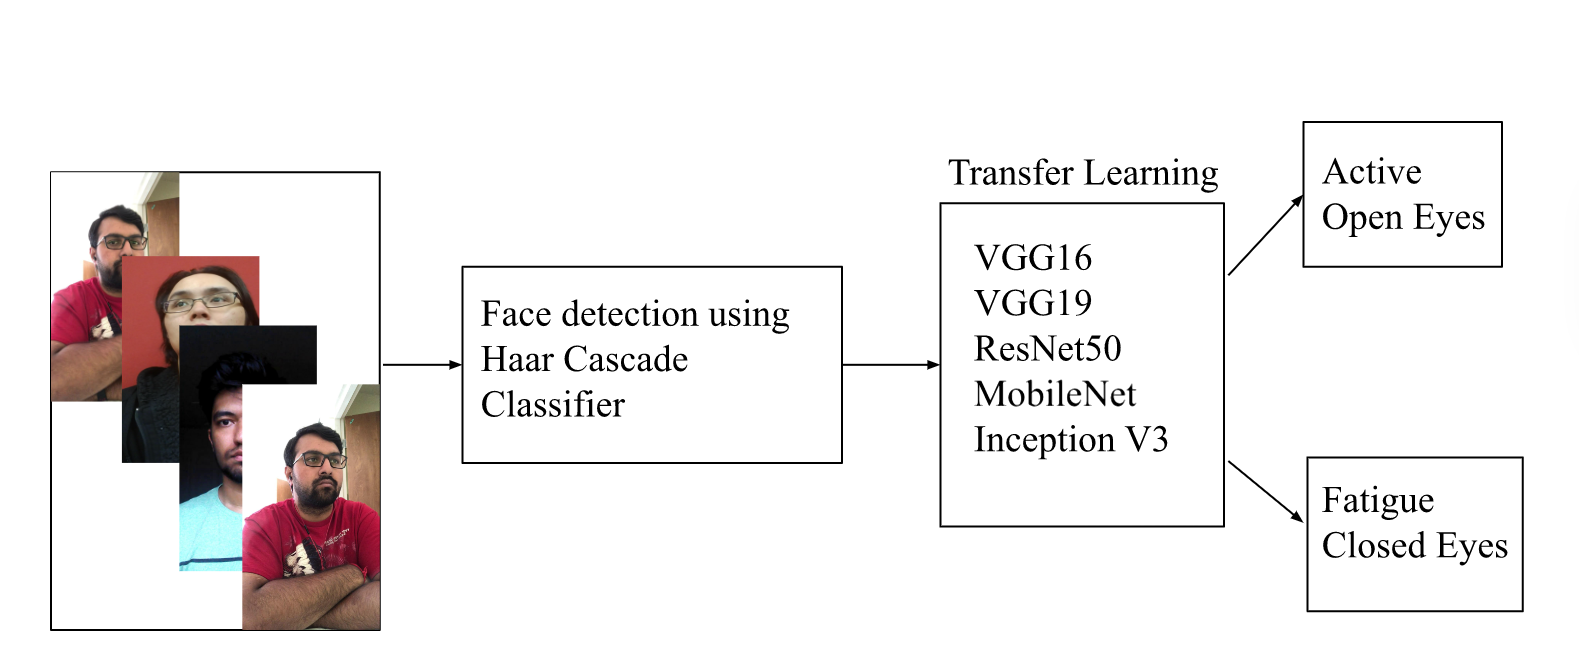 Face detection using
Haar Cascade
Classifier
Transfer Learning
VGG16
VGG19
ResNet50
MobileNet
Inception V3
Active
Open Eyes
Fatigue
Closed Eyes